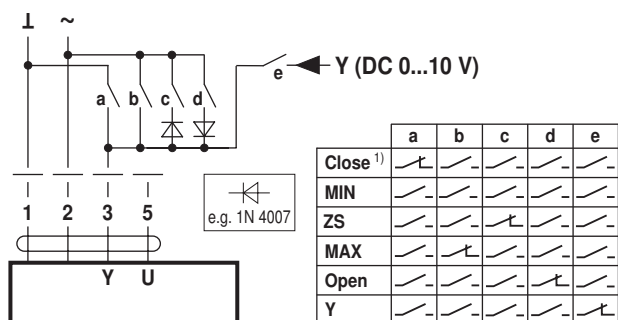 ⊥ ~
e Y (DC 0...10 V)
a b c d
a b c d e
Close 1)
MIN
ZS
MAX
Open
Y
e.g. 1N 4007
1 2 3 5
Y U